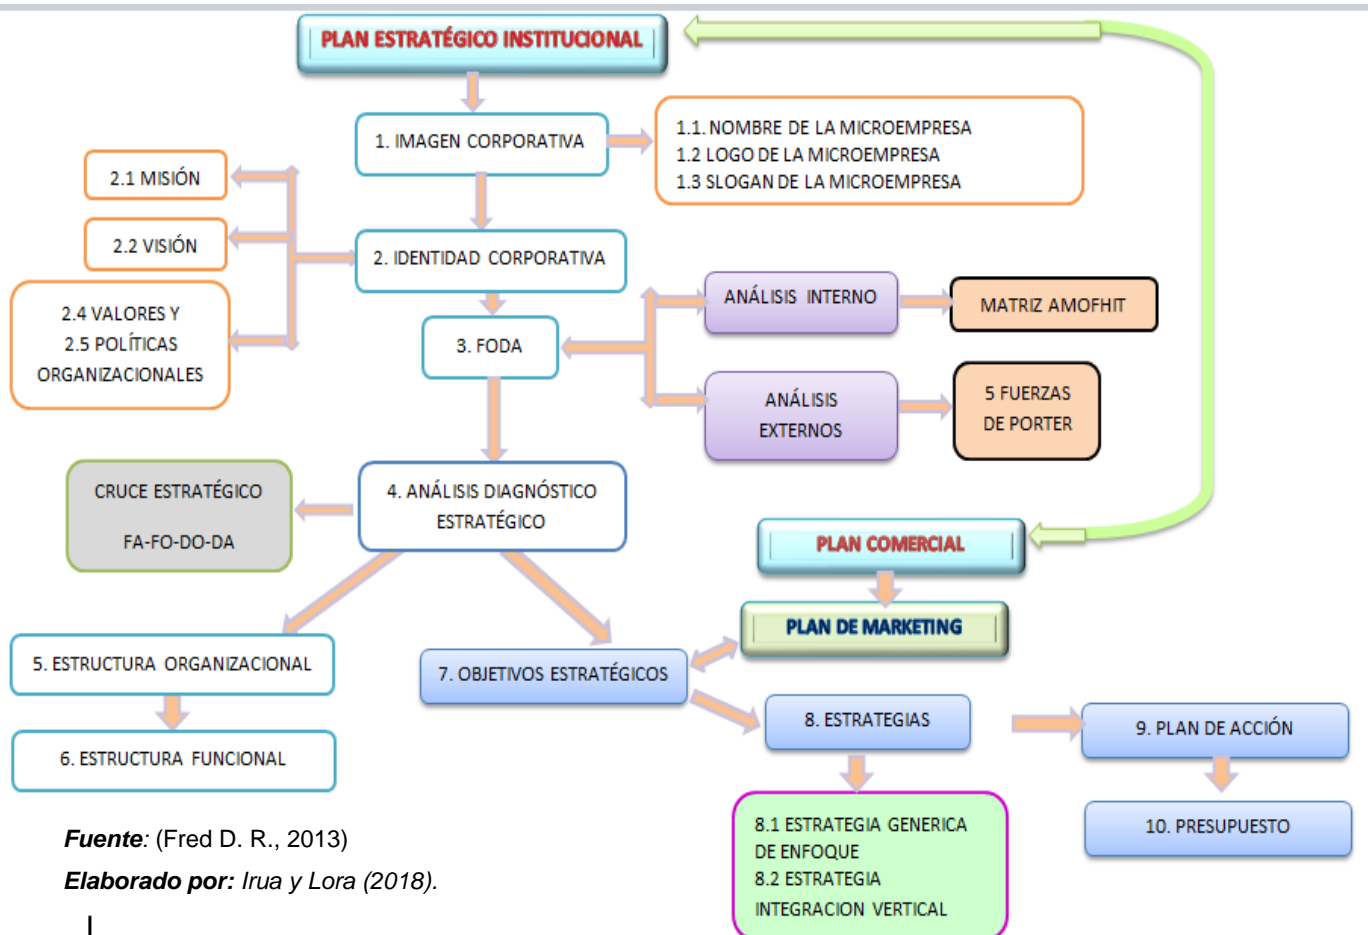 PLAN ESTRATÉGICO INSTITUCIONAL
1. IMAGEN CORPORATIVA
1.1. NOMBRE DE LA MICROEMPRESA
1.2 LOGO DE LA MICROEMPRESA
1.3 SLOGAN DE LA MICROEMPRESA
2.1 MISIÓN
2.2 VISIÓN
2. IDENTIDAD CORPORATIVA
2.4 VALORES Y
2.5 POLÍTICAS
ORGANIZACIONALES
3. FODA
ANÁLISIS INTERNO
MATRIZ AMOFHIT
ANÁLISIS
EXTERNOS
5 FUERZAS
DE PORTER
CRUCE ESTRATÉGICO
FA-FO-DO-DA
4. ANÁLISIS DIAGNÓSTICO
ESTRATÉGICO
PLAN COMERCIAL
PLAN DE MARKETING
5. ESTRUCTURA ORGANIZACIONAL
7. OBJETIVOS ESTRATÉGICOS
8. ESTRATEGIAS
9. PLAN DE ACCIÓN
6. ESTRUCTURA FUNCIONAL
8.1 ESTRATEGIA GENERICA
DE ENFOQUE
8.2 ESTRATEGIA
INTEGRACION VERTICAL
10. PRESUPUESTO
Fuente: (Fred D. R., 2013)
Elaborado por: Irua y Lora (2018).